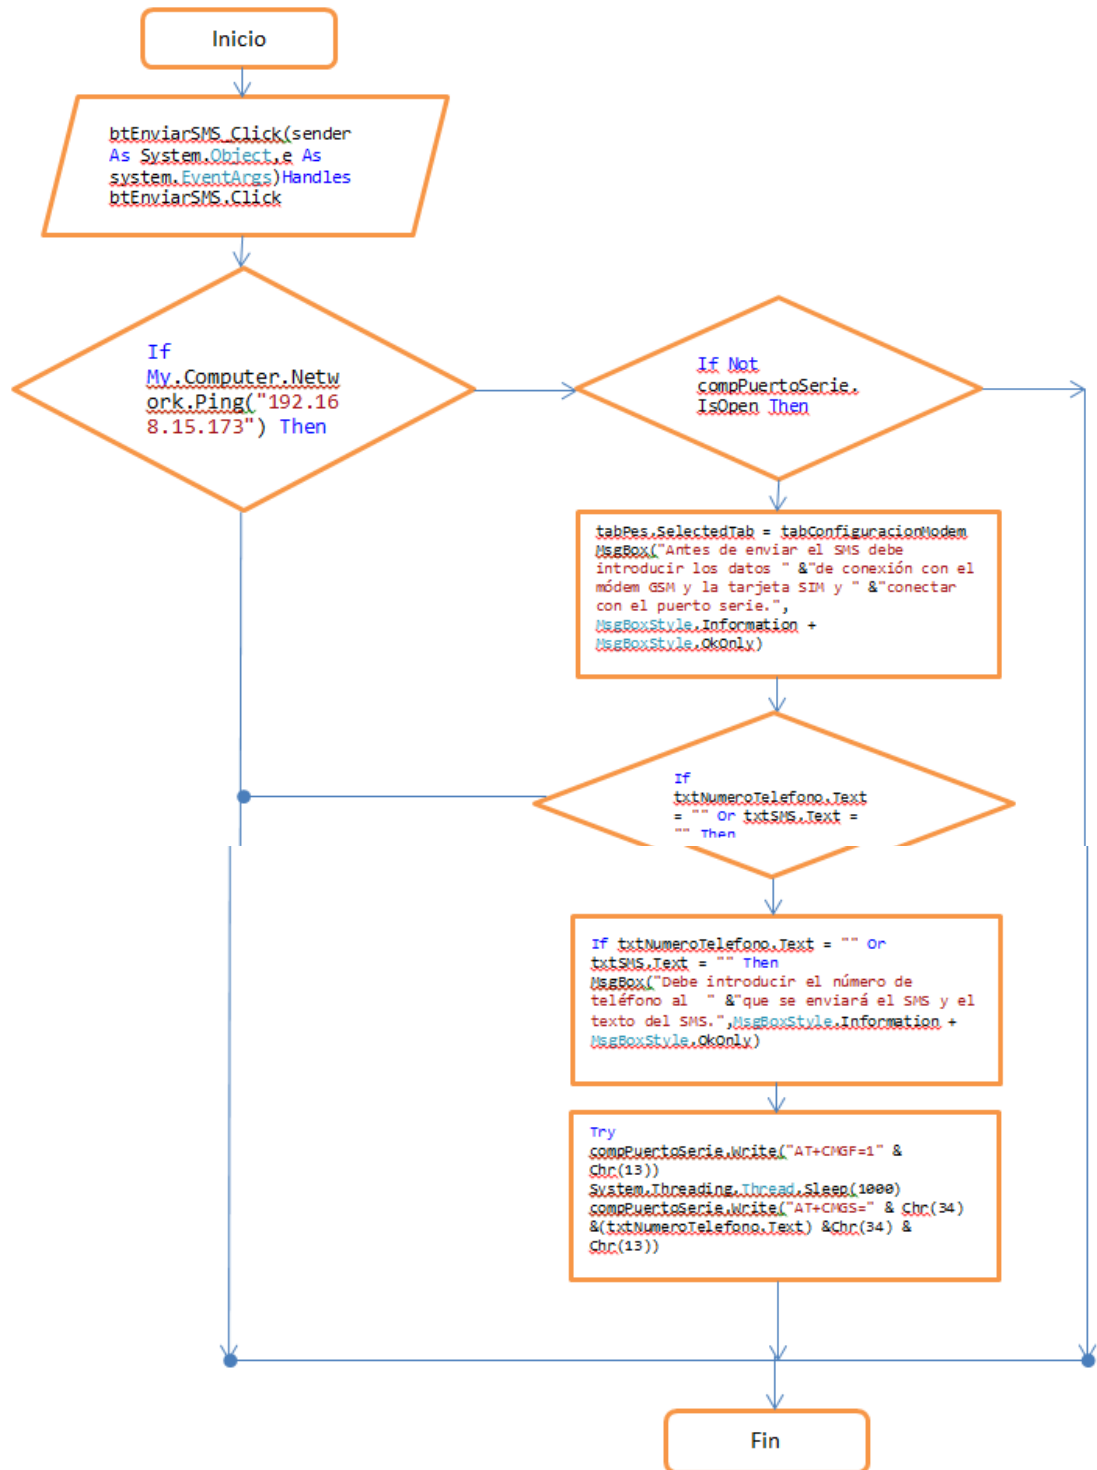 Inicio
btEnviarSMS_Click(sender
As System.Object,e As
system.EventArgs)Handles
btEnviarSMS.Click
If
My.Computer.Netw
ork.Ping("192.16
8.15.173") Then
If Not
compPuertoSerie.
IsOpen Then
tabPes.SelectedTab = tabConfiguracionModem
MsgBox("Antes de enviar el SMS debe
introducir los datos " &"de conexión con el
módem GSM y la tarjeta SIM y " &"conectar
con el puerto serie.",
MsgBoxStyle.Information +
MsgBoxStyle.OkOnly)
If
txtNumeroTelefono.Text
= "" Or txtSMS.Text =
"" Then
If txtNumeroTelefono.Text = "" Or
txtSMS.Text = "" Then
MsgBox("Debe introducir el número de
teléfono al  " &"que se enviará el SMS y el
texto del SMS.",MsgBoxStyle.Information +
MsgBoxStyle.OkOnly)
Try
compPuertoSerie.Write("AT+CMGF=1" &
Chr(13))
System.Threading.Thread.Sleep(1000)
compPuertoSerie.Write("AT+CMGS=" & Chr(34)
&(txtNumeroTelefono.Text) &Chr(34) &
Chr(13))
Fin